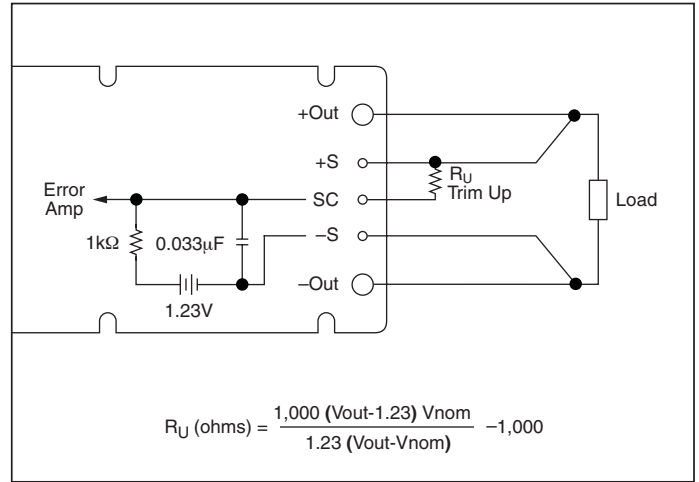 +Out
+S
R_U
Trim Up
Error
Amp
SC
Load
1kΩ
0.033µF
–S
–Out
1.23V
R_U (ohms) = 1,000 (Vout-1.23) Vnom / 1.23 (Vout-Vnom) –1,000